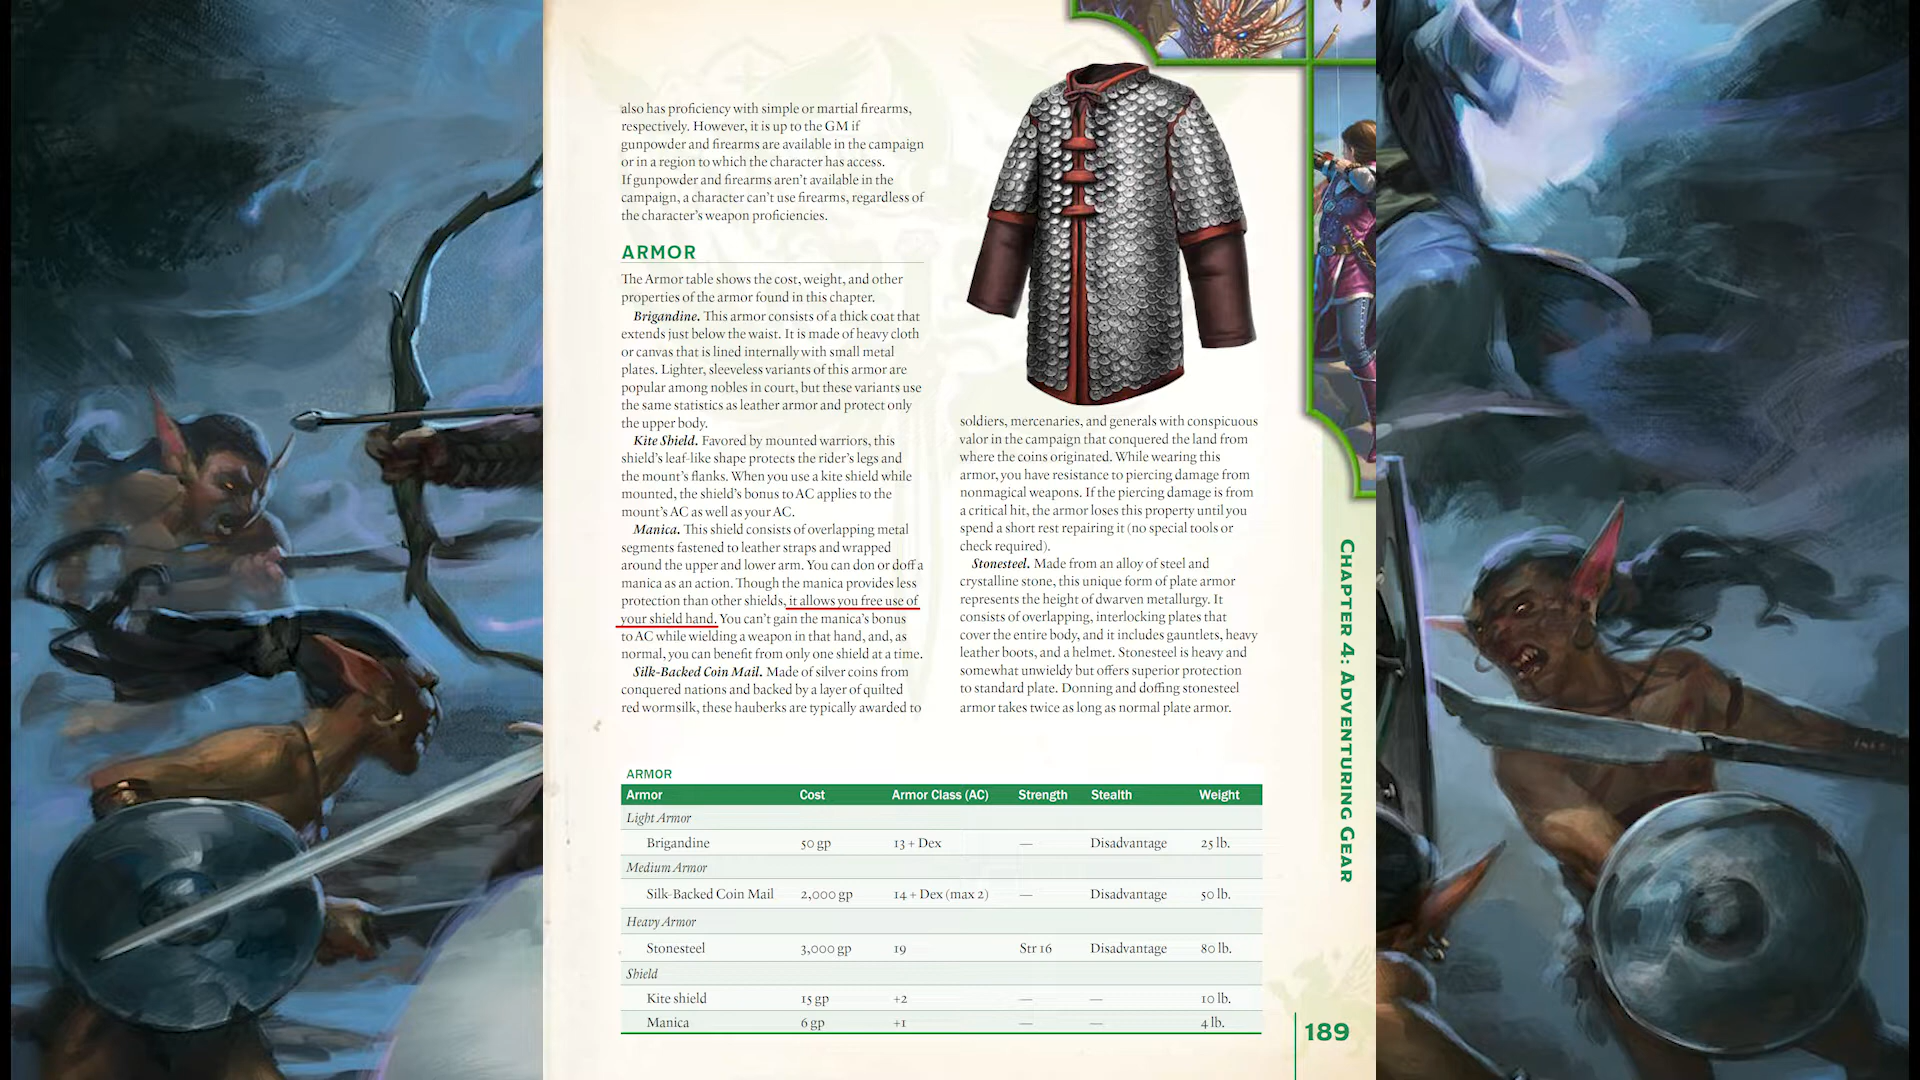 also has proficiency with simple or martial firearms,
respectively. However, it is up to the GM if
gunpowder and firearms are available in the campaign
or in a region to which the character has access.
If gunpowder and firearms aren't available in the
campaign, a character can't use firearms, regardless of
the character's weapon proficiencies.
ARMOR
The Armor table shows the cost, weight, and other
properties of the armor found in this chapter.
Brigandine. This armor consists of a thick coat that
extends just below the waist. It is made of heavy cloth
or canvas that is lined internally with small metal
plates. Lighter, sleeveless variants of this armor are
popular among nobles in court, but these variants use
the same statistics as leather armor and protect only
the upper body.
Kite Shield. Favored by mounted warriors, this
shield's leaf-like shape protects the rider's legs and
the mount's flanks. When you use a kite shield while
mounted, the shield's bonus to AC applies to the
mount's AC as well as your AC.
Manica. This shield consists of overlapping metal
segments fastened to leather straps and wrapped
around the upper and lower arm. You can don or doff a
manica as an action. Though the manica provides less
protection than other shields, it allows you free use of
your shield hand. You can't gain the manica's bonus
to AC while wielding a weapon in that hand, and, as
normal, you can benefit from only one shield at a time.
Silk-Backed Coin Mail. Made of silver coins from
conquered nations and backed by a layer of quilted
red wormsilk, these hauberks are typically awarded to
soldiers, mercenaries, and generals with conspicuous
valor in the campaign that conquered the land from
where the coins originated. While wearing this
armor, you have resistance to piercing damage from
nonmagical weapons. If the piercing damage is from
a critical hit, the armor loses this property until you
spend a short rest repairing it (no special tools or
check required).
Stonesteel. Made from an alloy of steel and
crystalline stone, this unique form of plate armor
represents the height of dwarven metallurgy. It
consists of overlapping, interlocking plates that
cover the entire body, and it includes gauntlets, heavy
leather boots, and a helmet. Stonesteel is heavy and
somewhat unwieldy but offers superior protection
to standard plate. Donning and doffing stonesteel
armor takes twice as long as normal plate armor.
ARMOR
Armor Cost Armor Class (AC) Strength Stealth Weight
Light Armor
Brigandine 50 gp 13 + Dex — Disadvantage 25 lb.
Medium Armor
Silk-Backed Coin Mail 2,000 gp 14 + Dex (max 2) — Disadvantage 50 lb.
Heavy Armor
Stonesteel 3,000 gp 19 Str 16 Disadvantage 80 lb.
Shield
Kite shield 15 gp +2 — — 10 lb.
Manica 6 gp +1 — — 4 lb.
CHAPTER 4: ADVENTURING GEAR
189